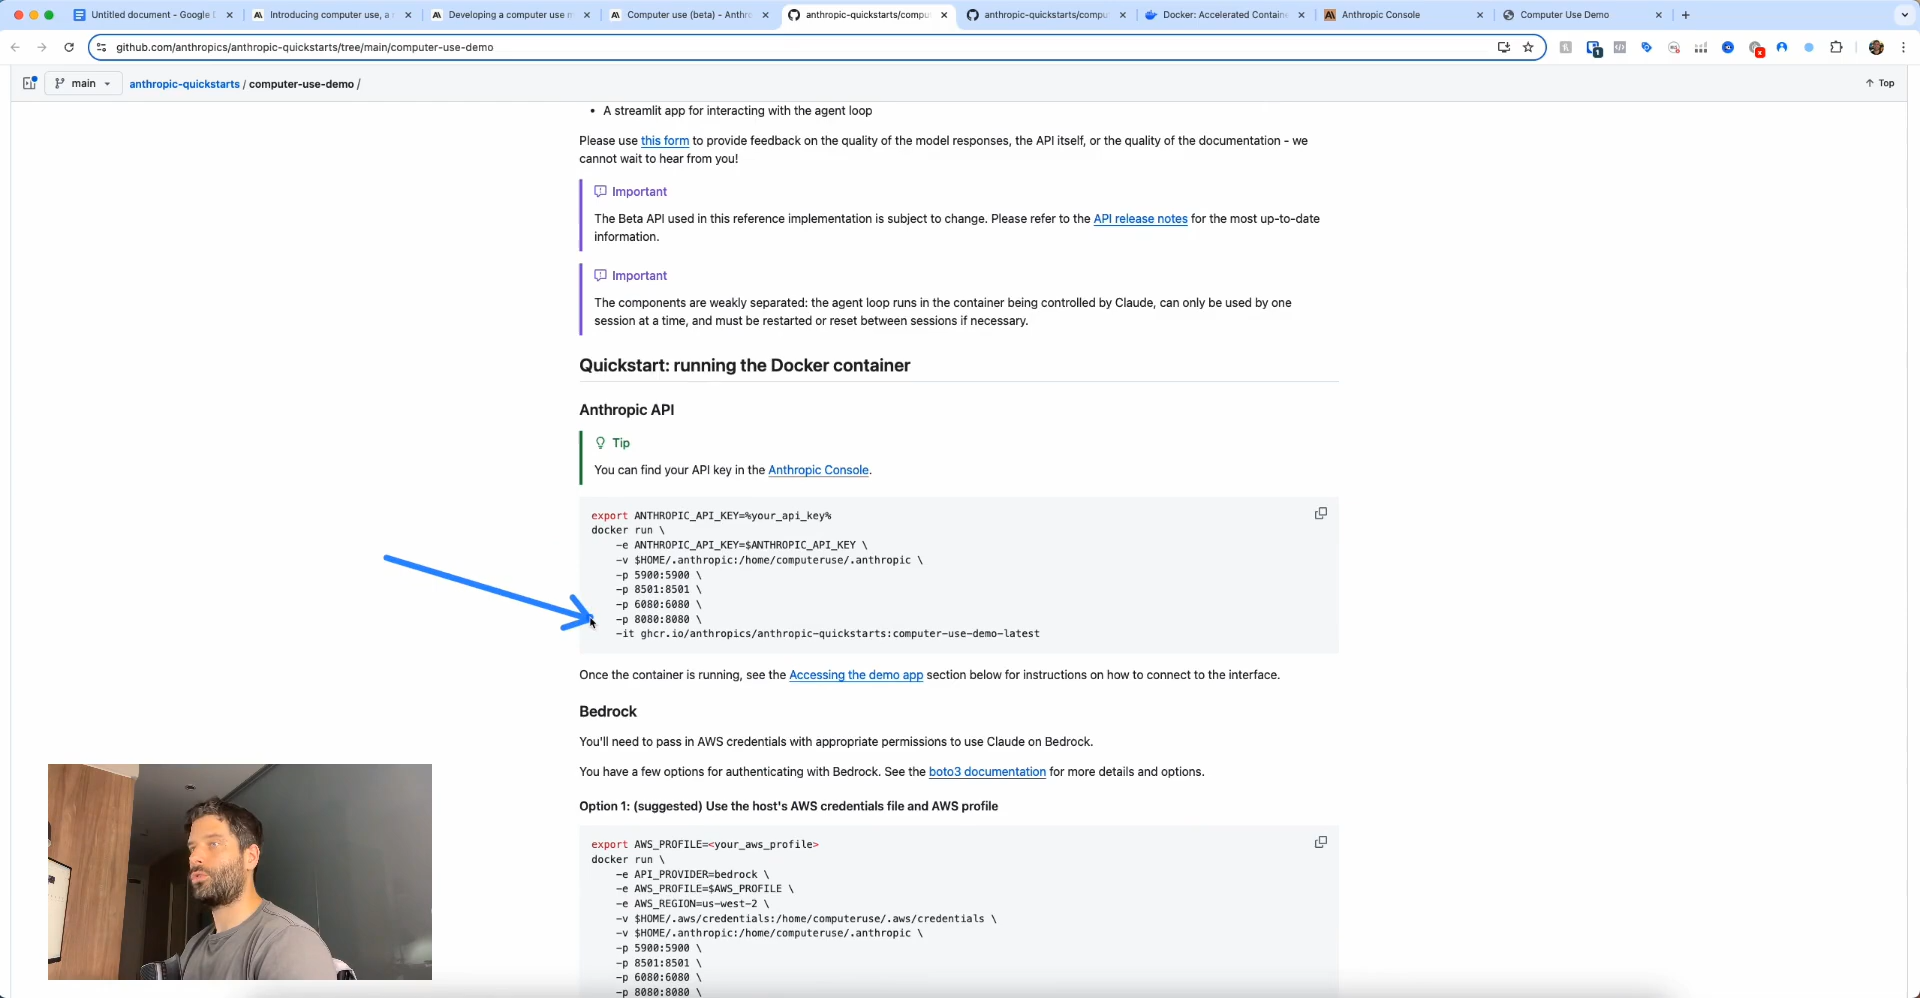 Untitled document - Google D
Introducing computer use, a n
Developing a computer use m
Computer use (beta) - Anthro
anthropic-quickstarts/compu
anthropic-quickstarts/compu
Docker: Accelerated Containe
Anthropic Console
Computer Use Demo
github.com/anthropics/anthropic-quickstarts/tree/main/computer-use-demo
main
anthropic-quickstarts / computer-use-demo /
Top
• A streamlit app for interacting with the agent loop
Please use this form to provide feedback on the quality of the model responses, the API itself, or the quality of the documentation - we
cannot wait to hear from you!
Important
The Beta API used in this reference implementation is subject to change. Please refer to the API release notes for the most up-to-date
information.
Important
The components are weakly separated: the agent loop runs in the container being controlled by Claude, can only be used by one
session at a time, and must be restarted or reset between sessions if necessary.
Quickstart: running the Docker container
Anthropic API
Tip
You can find your API key in the Anthropic Console.
export ANTHROPIC_API_KEY=%your_api_key%
docker run \
-e ANTHROPIC_API_KEY=$ANTHROPIC_API_KEY \
-v $HOME/.anthropic:/home/computeruse/.anthropic \
-p 5900:5900 \
-p 8501:8501 \
-p 6080:6080 \
-p 8080:8080 \
-it ghcr.io/anthropics/anthropic-quickstarts:computer-use-demo-latest
Once the container is running, see the Accessing the demo app section below for instructions on how to connect to the interface.
Bedrock
You'll need to pass in AWS credentials with appropriate permissions to use Claude on Bedrock.
You have a few options for authenticating with Bedrock. See the boto3 documentation for more details and options.
Option 1: (suggested) Use the host's AWS credentials file and AWS profile
export AWS_PROFILE=<your_aws_profile>
docker run \
-e API_PROVIDER=bedrock \
-e AWS_PROFILE=$AWS_PROFILE \
-e AWS_REGION=us-west-2 \
-v $HOME/.aws/credentials:/home/computeruse/.aws/credentials \
-v $HOME/.anthropic:/home/computeruse/.anthropic \
-p 5900:5900 \
-p 8501:8501 \
-p 6080:6080 \
-p 8080:8080 \